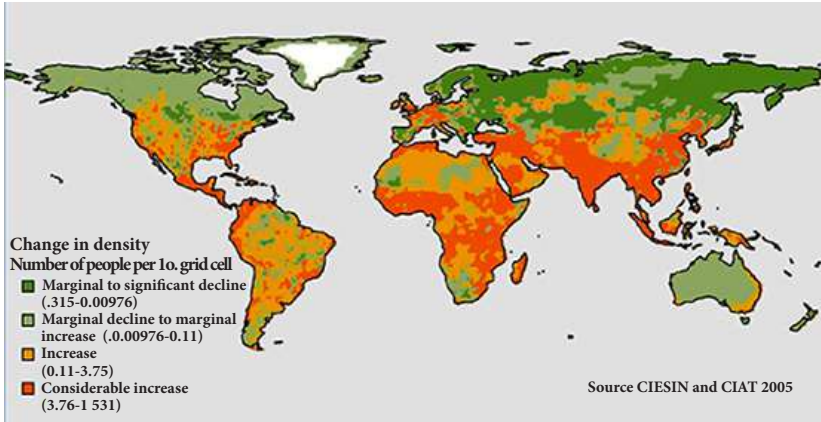 Change in density
Number of people per 1o. grid cell
Marginal to significant decline
(.315-0.00976)
Marginal decline to marginal
increase (.0.00976-0.11)
Increase
(0.11-3.75)
Considerable increase
(3.76-1 531)
Source CIESIN and CIAT 2005